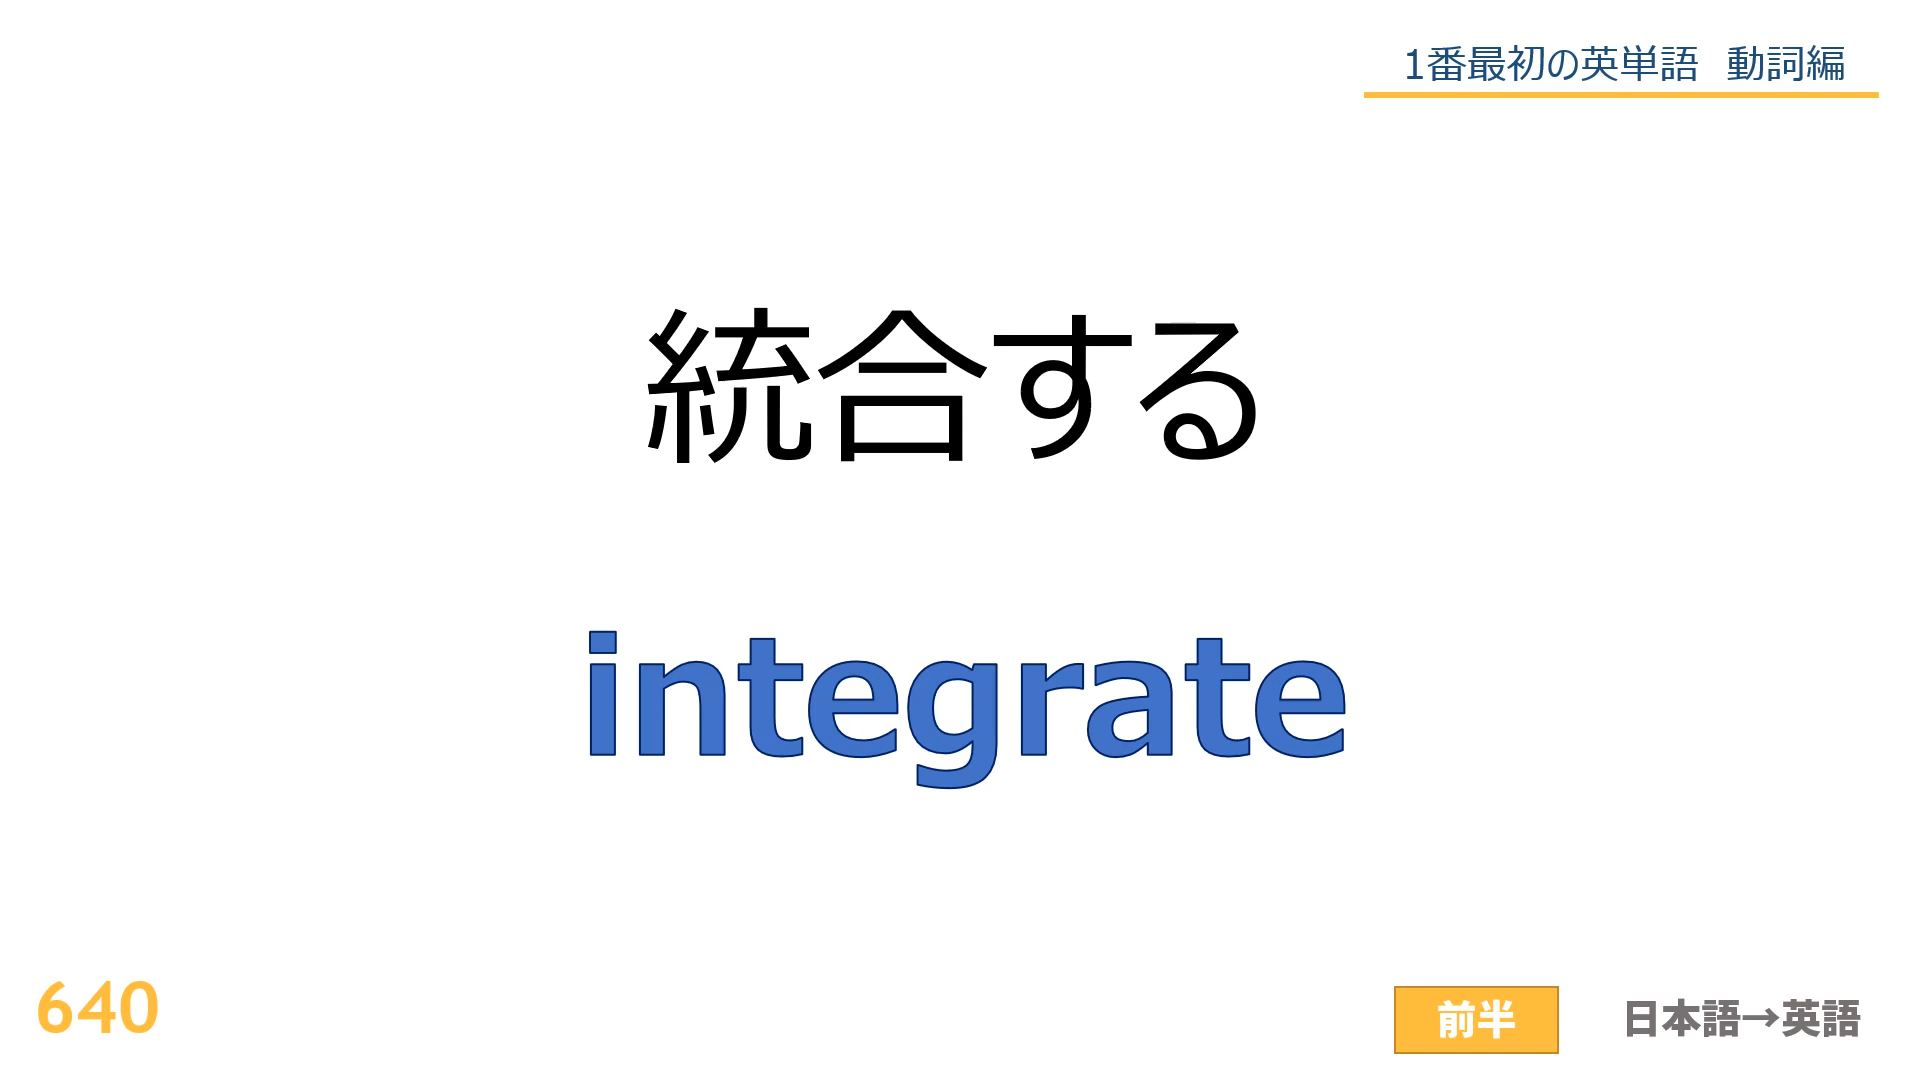 1番最初の英単語　動詞編
統合する
integrate
640
前半
日本語→英語